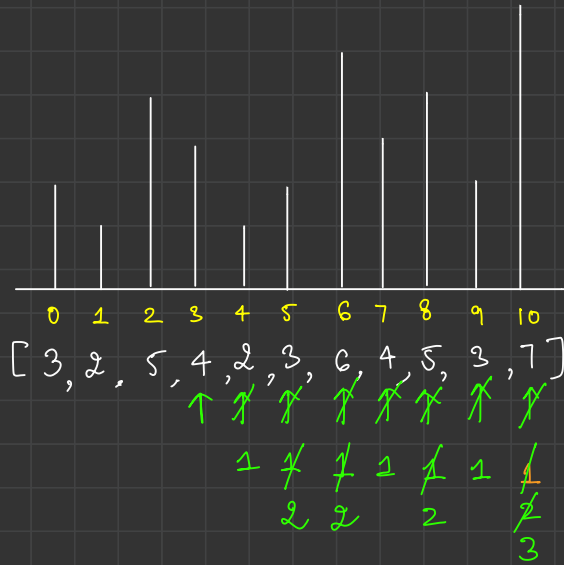 0 1 2 3 4 5 6 7 8 9 10
[3, 2, 5, 4, 2, 3, 6, 4, 5, 3, 7]
↑ ↑ ↑ ↑ ↑ ↑ ↑ ↑
1 1 1 1 1 1 1
2 2 2 2
3